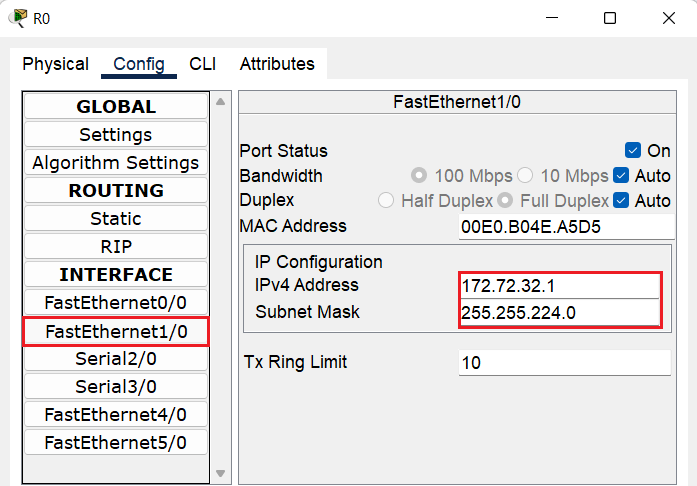 R0
Physical Config CLI Attributes
GLOBAL
Settings
Algorithm Settings
ROUTING
Static
RIP
INTERFACE
FastEthernet0/0
FastEthernet1/0
Serial2/0
Serial3/0
FastEthernet4/0
FastEthernet5/0
FastEthernet1/0
Port Status On
Bandwidth 100 Mbps 10 Mbps Auto
Duplex Half Duplex Full Duplex Auto
MAC Address 00E0.B04E.A5D5
IP Configuration
IPv4 Address 172.72.32.1
Subnet Mask 255.255.224.0
Tx Ring Limit 10